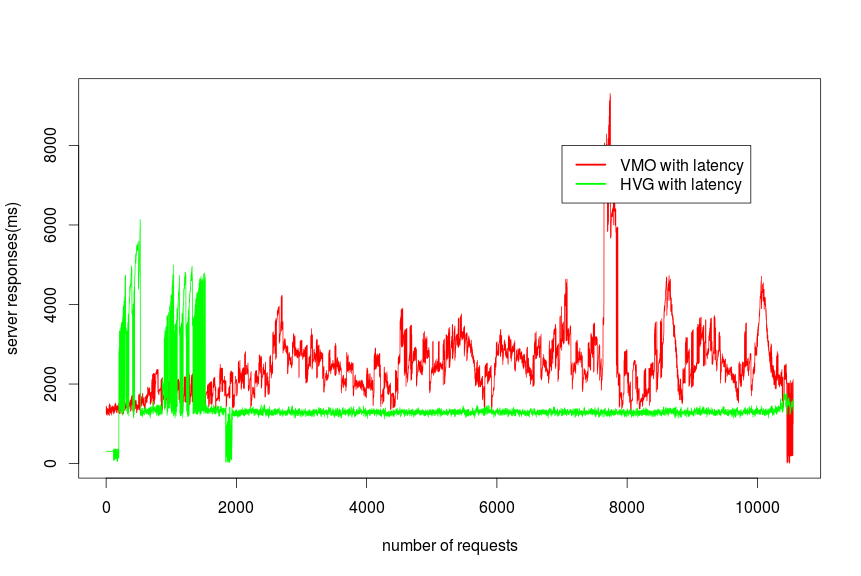 server responses(ms)
8000
6000
4000
2000
0
VMO with latency
HVG with latency
0 2000 4000 6000 8000 10000
number of requests